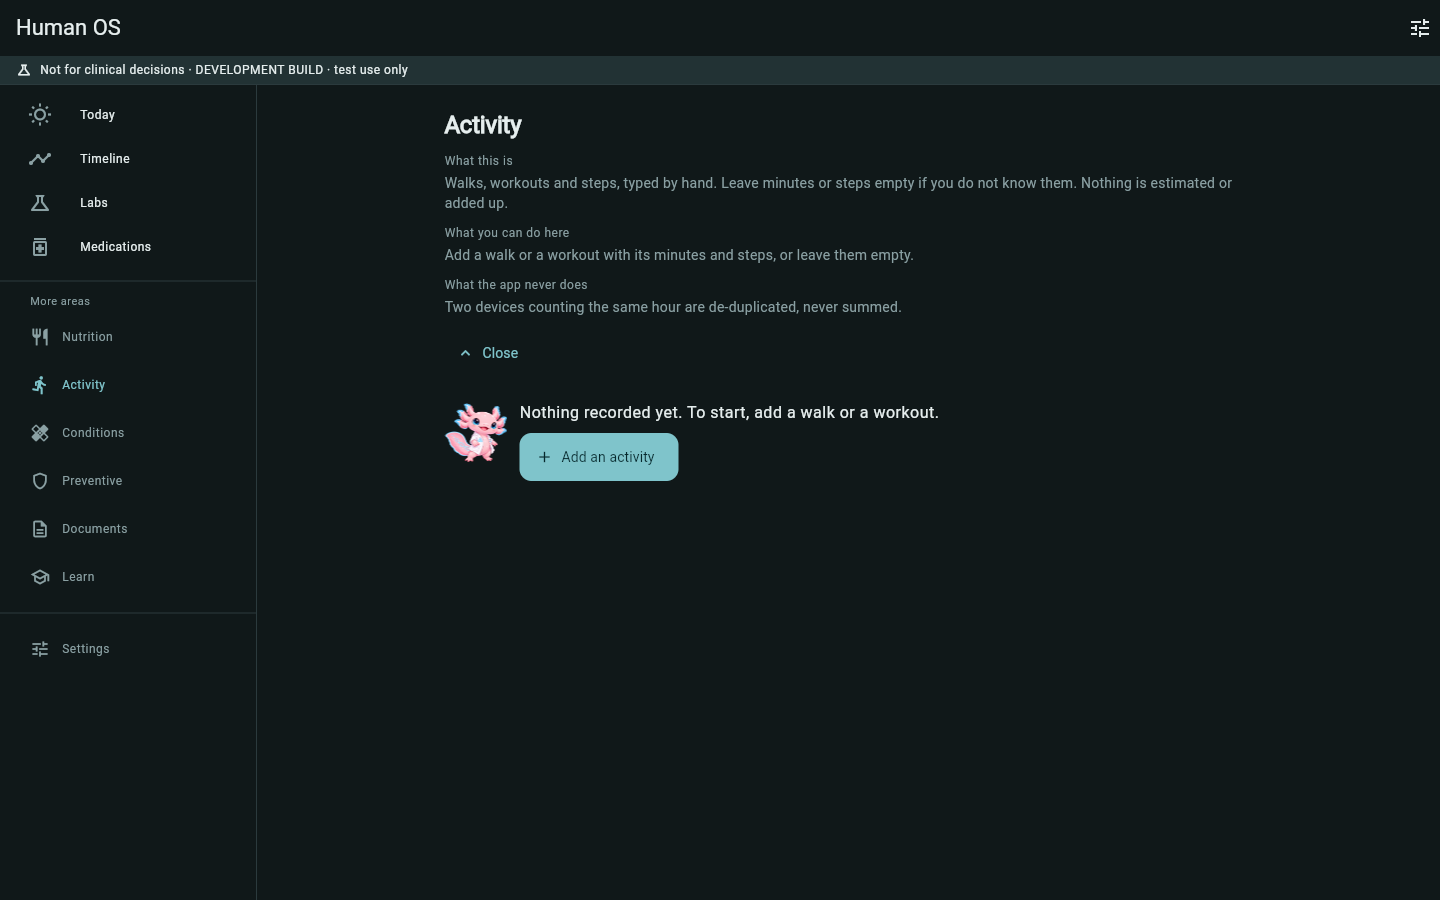 Human OS
Not for clinical decisions · DEVELOPMENT BUILD · test use only
Today
Timeline
Labs
Medications
More areas
Nutrition
Activity
Conditions
Preventive
Documents
Learn
Settings
Activity
What this is
Walks, workouts and steps, typed by hand. Leave minutes or steps empty if you do not know them. Nothing is estimated or
added up.
What you can do here
Add a walk or a workout with its minutes and steps, or leave them empty.
What the app never does
Two devices counting the same hour are de-duplicated, never summed.
Close
Nothing recorded yet. To start, add a walk or a workout.
Add an activity